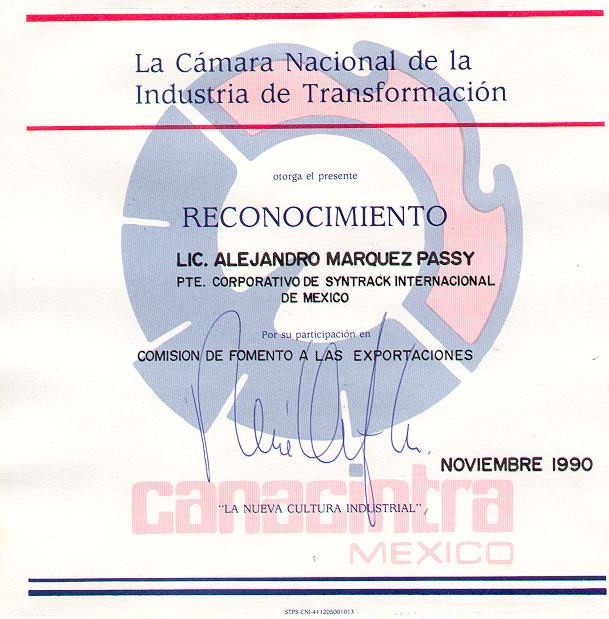 La Cámara Nacional de la
Industria de Transformación
otorga el presente
RECONOCIMIENTO
LIC. ALEJANDRO MARQUEZ PASSY
PTE. CORPORATIVO DE SYNTRACK INTERNACIONAL
DE MEXICO
Por su participación en
COMISION DE FOMENTO A LAS EXPORTACIONES
NOVIEMBRE 1990
canacintra
"LA NUEVA CULTURA INDUSTRIAL"
MEXICO
STPS-CNI-411206001013